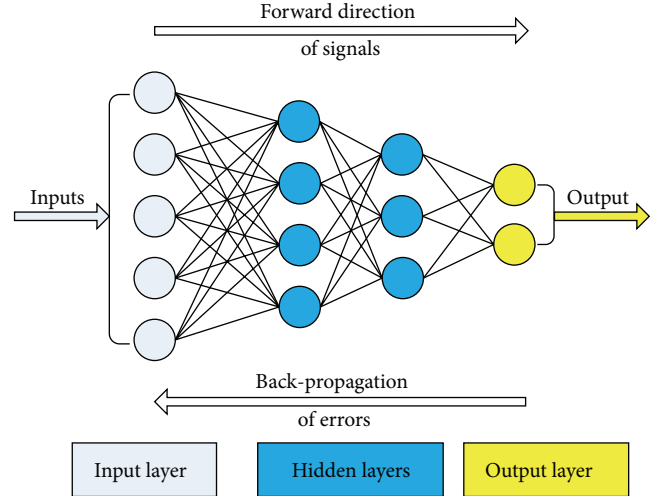 Forward direction
of signals
Inputs
Output
Back-propagation
of errors
Input layer
Hidden layers
Output layer